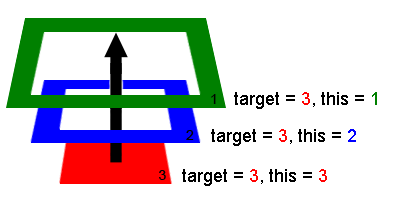 1 target = 3, this = 1
2 target = 3, this = 2
3 target = 3, this = 3